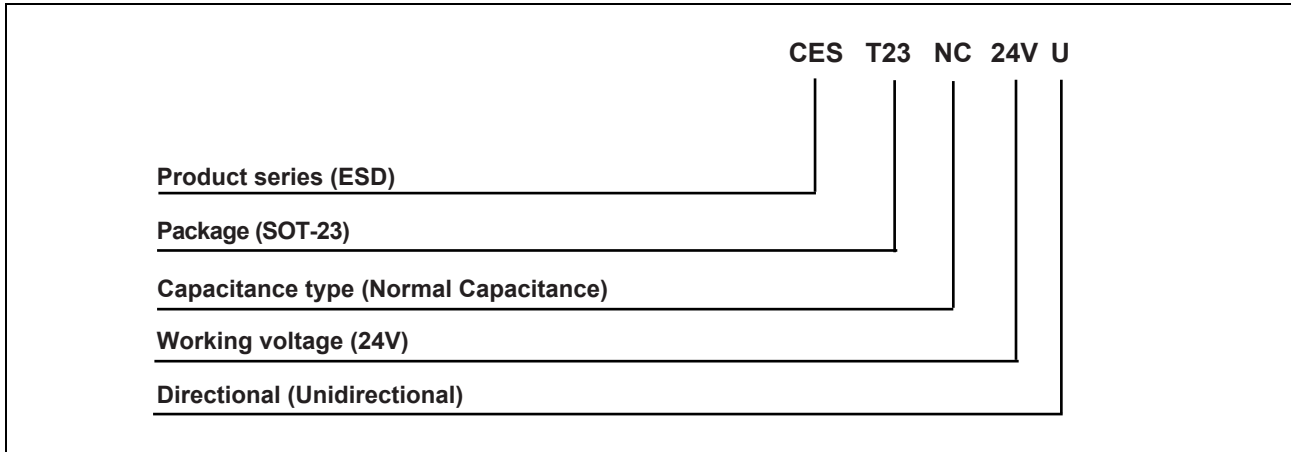 CES T23 NC 24V U
Product series (ESD)
Package (SOT-23)
Capacitance type (Normal Capacitance)
Working voltage (24V)
Directional (Unidirectional)